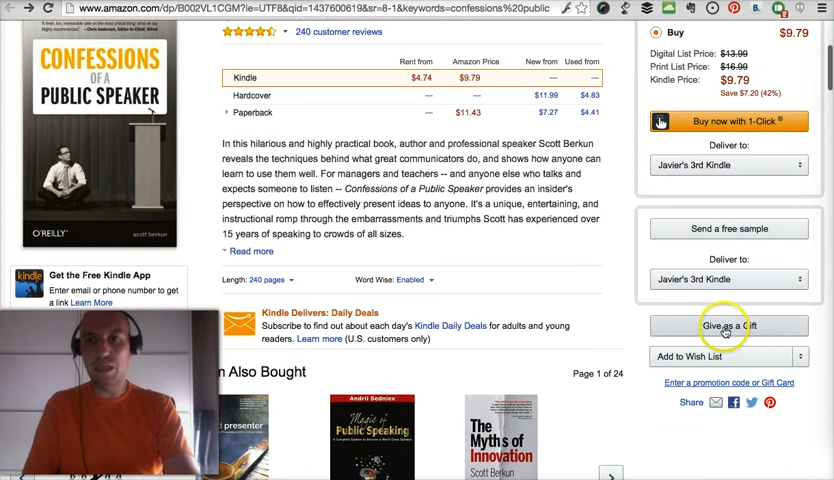 www.amazon.com/dp/B002VL1CGM?ie=UTF8&qid=1437600619&sr=8-1&keywords=confessions%20public
CONFESSIONS
OF A
PUBLIC SPEAKER
O'REILLY
scott berkun
kindle
Get the Free Kindle App
Enter email or phone number to get
a link Learn More
240 customer reviews
Rent from
Amazon Price
New from
Used from
Kindle
$4.74
$9.79
—
—
Hardcover
—
—
$11.99
$4.83
Paperback
—
$11.43
$7.27
$4.41
In this hilarious and highly practical book, author and professional speaker Scott Berkun
reveals the techniques behind what great communicators do, and shows how anyone can
learn to use them well. For managers and teachers -- and anyone else who talks and
expects someone to listen -- Confessions of a Public Speaker provides an insider's
perspective on how to effectively present ideas to anyone. It's a unique, entertaining, and
instructional romp through the embarrassments and triumphs Scott has experienced over
15 years of speaking to crowds of all sizes.
Read more
Length: 240 pages
Word Wise: Enabled
Kindle Delivers: Daily Deals
Subscribe to find out about each day's Kindle Daily Deals for adults and young
readers. Learn more (U.S. customers only)
m Also Bought
Page 1 of 24
presenter
Andrii Sedniev
Magic of
Public Speaking
A Complete System to Become a World Class Speaker
The
Myths of
Innovation
Scott Berkun
Buy
$9.79
Digital List Price: $13.99
Print List Price: $16.99
Kindle Price: $9.79
Save $7.20 (42%)
Buy now with 1-Click ®
Deliver to:
Javier's 3rd Kindle
Send a free sample
Deliver to:
Javier's 3rd Kindle
Give as a Gift
Add to Wish List
Enter a promotion code or Gift Card
Share